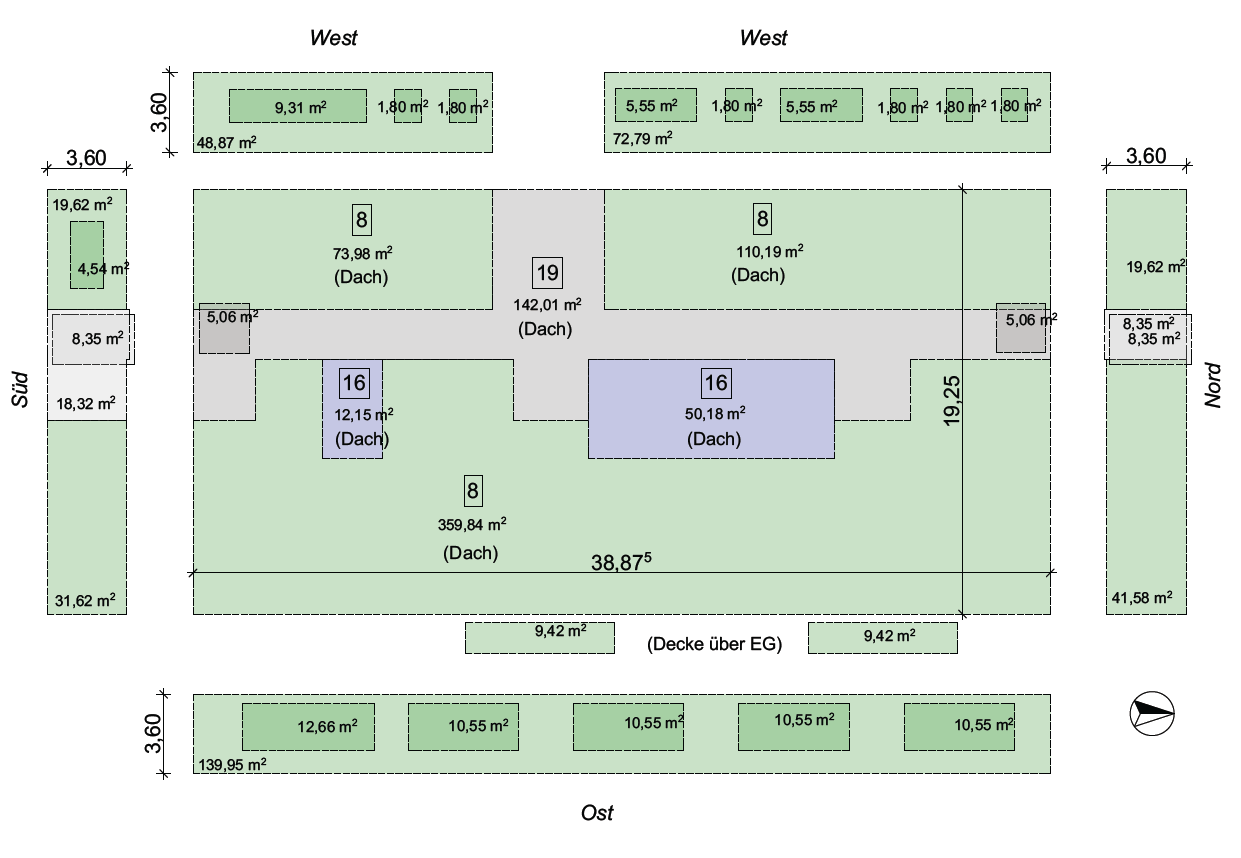 West
West
3,60
9,31 m²
1,80 m²
1,80 m²
48,87 m²
5,55 m²
1,80 m²
5,55 m²
1,80 m²
1,80 m²
1,80 m²
72,79 m²
3,60
3,60
19,62 m²
4,54 m²
8
73,98 m²
(Dach)
8
110,19 m²
(Dach)
19
142,01 m²
(Dach)
19,62 m²
5,06 m²
5,06 m²
8,35 m²
8,35 m²
8,35 m²
Süd
18,32 m²
16
12,15 m²
(Dach)
16
50,18 m²
(Dach)
19,25
Nord
8
359,84 m²
(Dach)
38,87⁵
31,62 m²
41,58 m²
9,42 m²
(Decke über EG)
9,42 m²
3,60
12,66 m²
10,55 m²
10,55 m²
10,55 m²
10,55 m²
139,95 m²
Ost